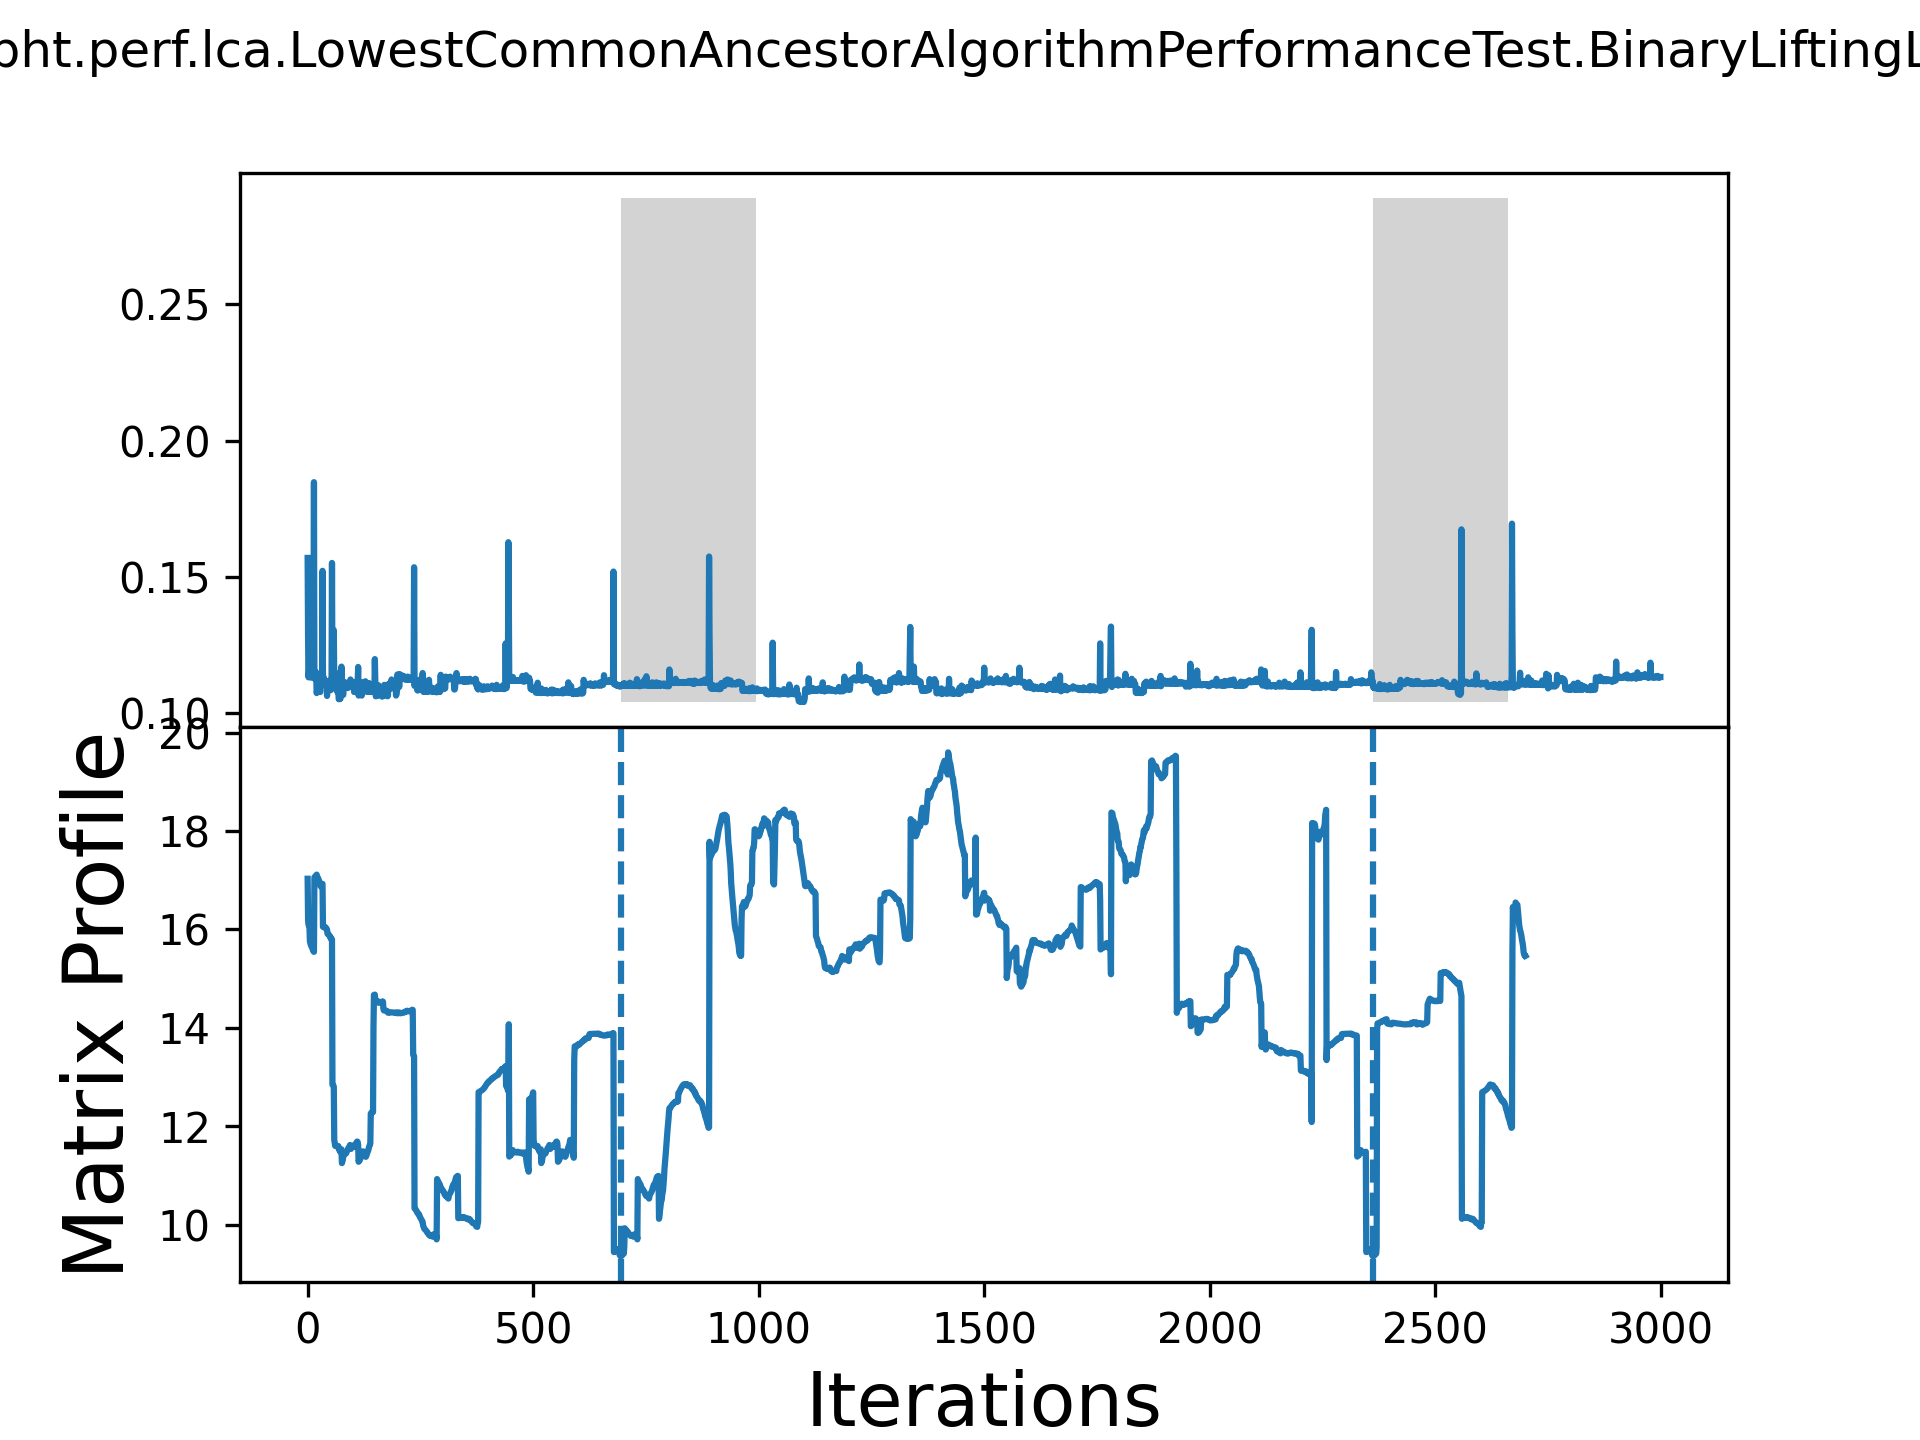 pht.perf.lca.LowestCommonAncestorAlgorithmPerformanceTest.BinaryLiftingL
0.25
0.20
0.15
0.10
20
18
16
14
12
10
Matrix Profile
0 500 1000 1500 2000 2500 3000
Iterations